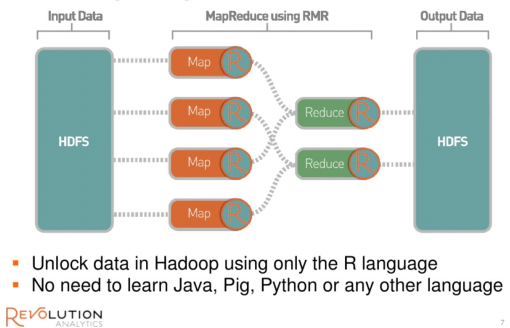 Input Data
MapReduce using RMR
Output Data
HDFS
Map R
Map R
Map R
Map R
Reduce R
Reduce R
HDFS
Unlock data in Hadoop using only the R language
No need to learn Java, Pig, Python or any other language
REVOLUTION
ANALYTICS
7